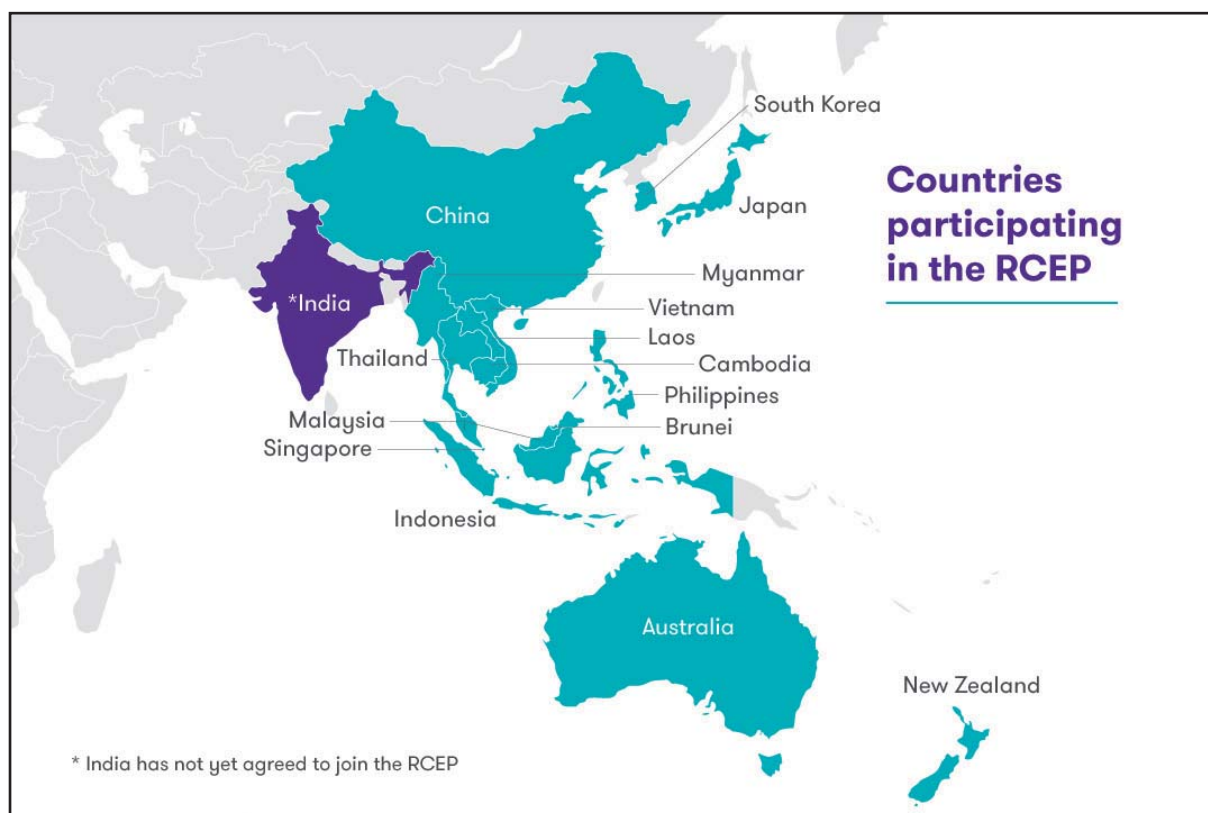 South Korea
Countries
participating
in the RCEP
China
Japan
Myanmar
*India
Vietnam
Laos
Thailand
Cambodia
Philippines
Malaysia
Brunei
Singapore
Indonesia
Australia
New Zealand
* India has not yet agreed to join the RCEP